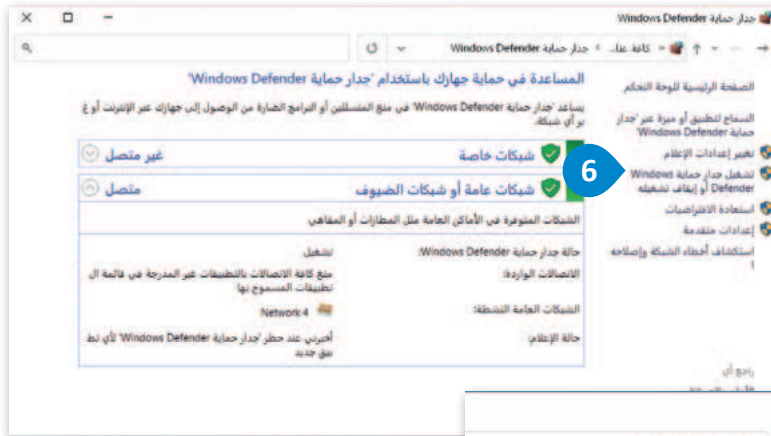 جدار حماية Windows Defender
كافة عنا... › جدار حماية Windows Defender
الصفحة الرئيسية للوحة التحكم
السماح لتطبيق أو ميزة عبر 'جدار
حماية Windows Defender'
تغيير إعدادات الإعلام
تشغيل جدار حماية Windows
Defender أو إيقاف تشغيله
استعادة الافتراضيات
إعدادات متقدمة
استكشاف أخطاء الشبكة وإصلاحه
ا
راجع أي
6
المساعدة في حماية جهازك باستخدام 'جدار حماية Windows Defender'
يساعد 'جدار حماية Windows Defender' في منع المتسللين أو البرامج الضارة من الوصول إلى جهازك عبر الإنترنت أو ع
بر أي شبكة.
شبكات خاصة غير متصل
شبكات عامة أو شبكات الضيوف متصل
الشبكات المتوفرة في الأماكن العامة مثل المطارات أو المقاهي
حالة جدار حماية Windows Defender: تشغيل
الاتصالات الواردة: منع كافة الاتصالات بالتطبيقات غير المدرجة في قائمة ال
تطبيقات المسموح بها
الشبكات العامة النشطة: Network 4
حالة الإعلام: أخبرني عند حظر 'جدار حماية Windows Defender' لأي تط
بيق جديد